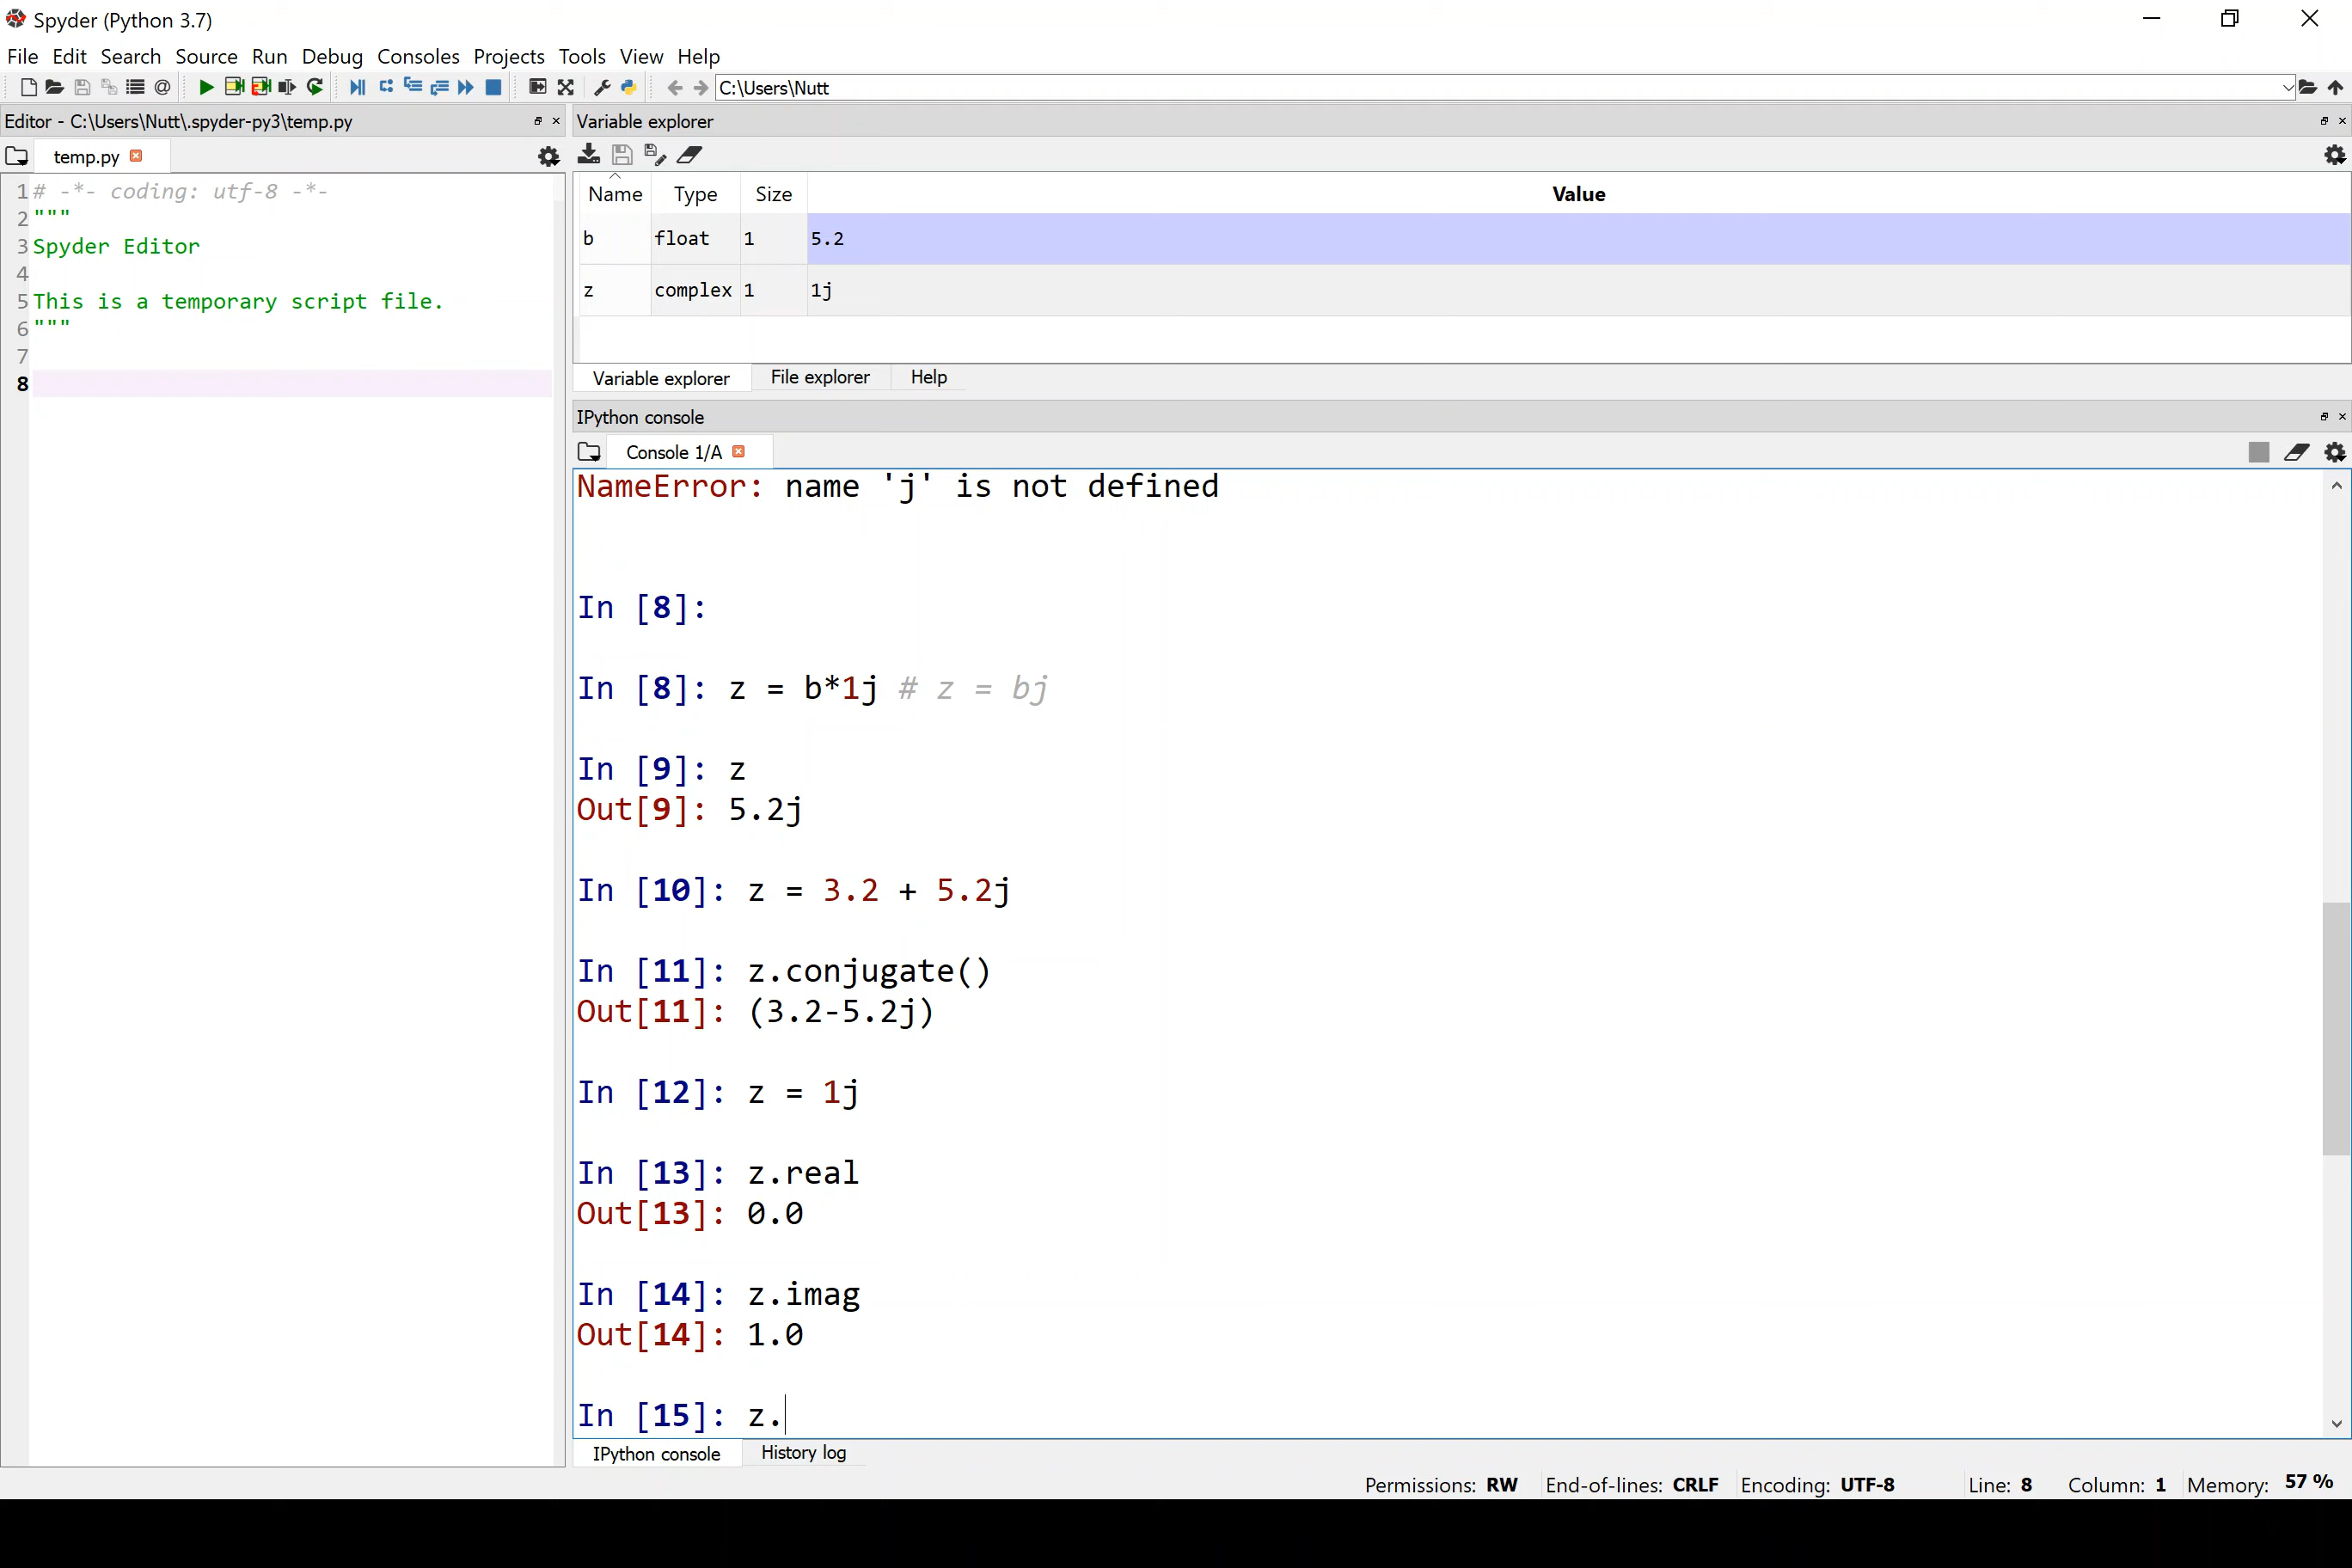 Spyder (Python 3.7)
File Edit Search Source Run Debug Consoles Projects Tools View Help
C:\Users\Nutt
Editor - C:\Users\Nutt\.spyder-py3\temp.py
temp.py
1 # -*- coding: utf-8 -*-
2 """
3 Spyder Editor
4
5 This is a temporary script file.
6 """
7
8
Variable explorer
Name Type Size Value
b float 1 5.2
z complex 1 1j
Variable explorer File explorer Help
IPython console
Console 1/A
NameError: name 'j' is not defined
In [8]:
In [8]: z = b*1j # z = bj
In [9]: z
Out[9]: 5.2j
In [10]: z = 3.2 + 5.2j
In [11]: z.conjugate()
Out[11]: (3.2-5.2j)
In [12]: z = 1j
In [13]: z.real
Out[13]: 0.0
In [14]: z.imag
Out[14]: 1.0
In [15]: z.
IPython console History log
Permissions: RW End-of-lines: CRLF Encoding: UTF-8 Line: 8 Column: 1 Memory: 57 %